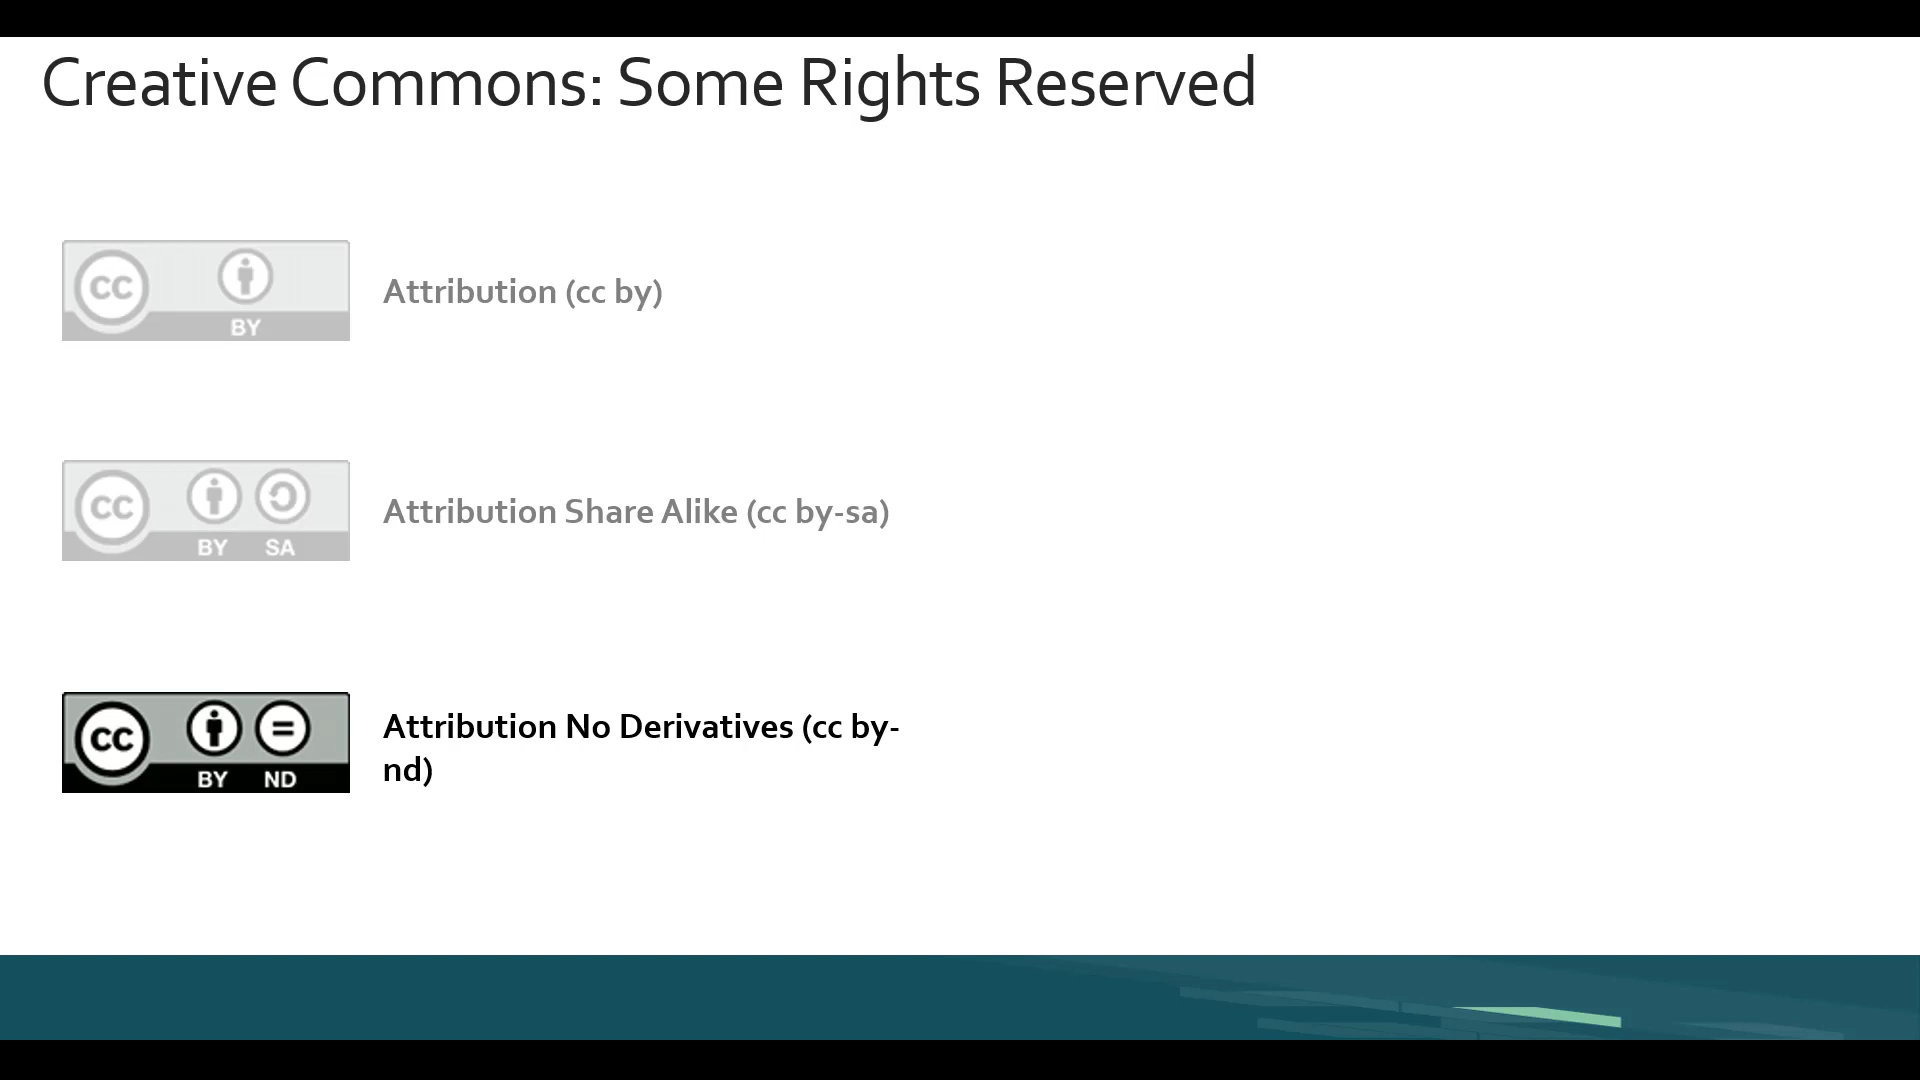 Creative Commons: Some Rights Reserved
cc
BY
Attribution (cc by)
cc
BY SA
Attribution Share Alike (cc by-sa)
cc
BY ND
Attribution No Derivatives (cc by-
nd)